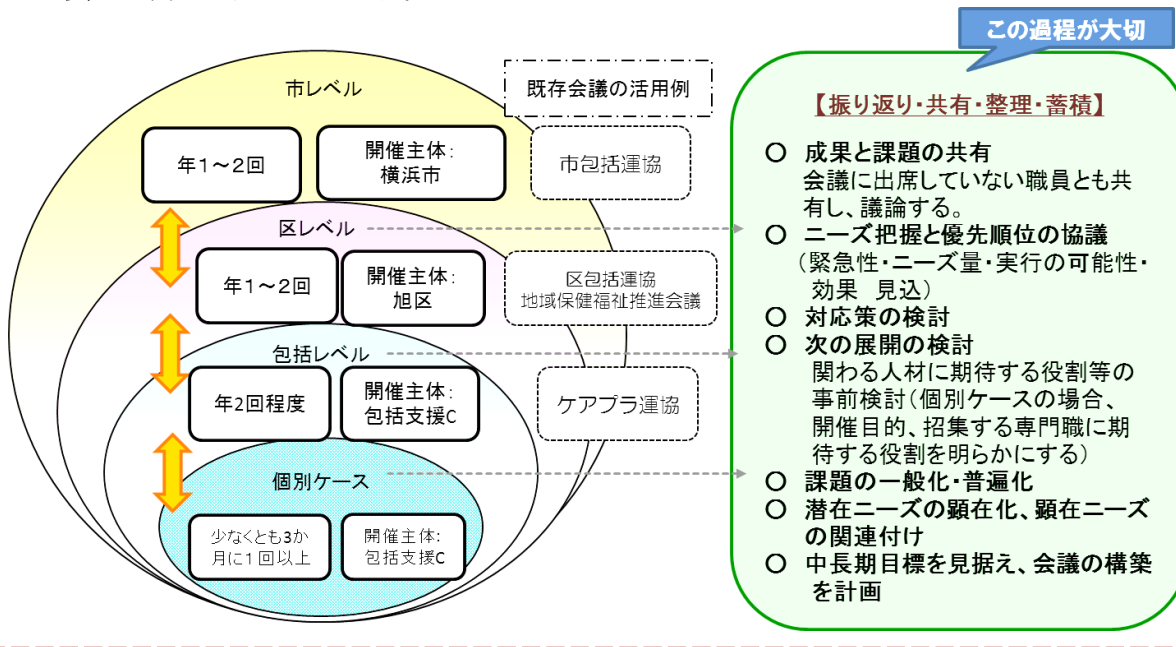 この過程が大切
市レベル
既存会議の活用例
年1～2回
開催主体：
横浜市
市包括運協
区レベル
年1～2回
開催主体：
旭区
区包括運協
地域保健福祉推進会議
包括レベル
年2回程度
開催主体：
包括支援C
ケアプラ運協
個別ケース
少なくとも3か
月に1回以上
開催主体：
包括支援C
【振り返り・共有・整理・蓄積】
○ 成果と課題の共有
会議に出席していない職員とも共
有し、議論する。
○ ニーズ把握と優先順位の協議
（緊急性・ニーズ量・実行の可能性・
効果　見込）
○ 対応策の検討
○ 次の展開の検討
関わる人材に期待する役割等の
事前検討（個別ケースの場合、
開催目的、招集する専門職に期
待する役割を明らかにする）
○ 課題の一般化・普遍化
○ 潜在ニーズの顕在化、顕在ニーズ
の関連付け
○ 中長期目標を見据え、会議の構築
を計画